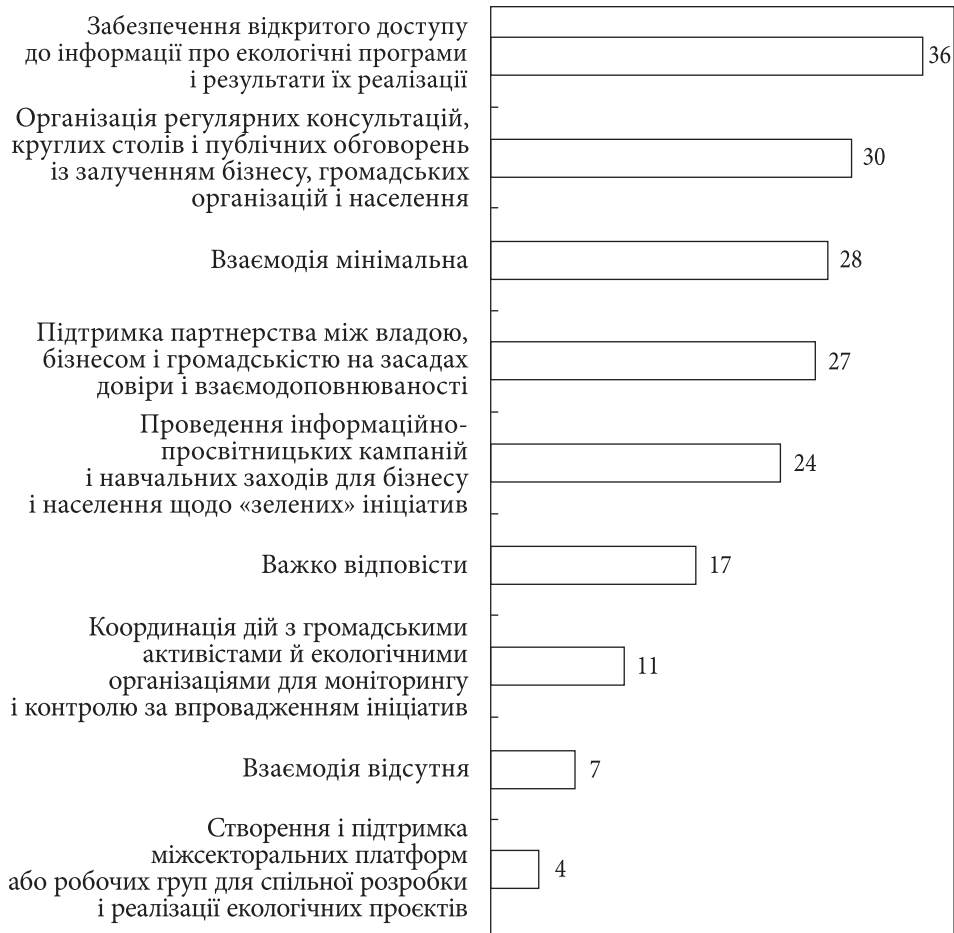 Забезпечення відкритого доступу
до інформації про екологічні програми
і результати їх реалізації
36
Організація регулярних консультацій,
круглих столів і публічних обговорень
із залученням бізнесу, громадських
організацій і населення
30
Взаємодія мінімальна
28
Підтримка партнерства між владою,
бізнесом і громадськістю на засадах
довіри і взаємодоповнюваності
27
Проведення інформаційно-
просвітницьких кампаній
і навчальних заходів для бізнесу
і населення щодо «зелених» ініціатив
24
Важко відповісти
17
Координація дій з громадськими
активістами й екологічними
організаціями для моніторингу
і контролю за впровадженням ініціатив
11
Взаємодія відсутня
7
Створення і підтримка
міжсекторальних платформ
або робочих груп для спільної розробки
і реалізації екологічних проєктів
4